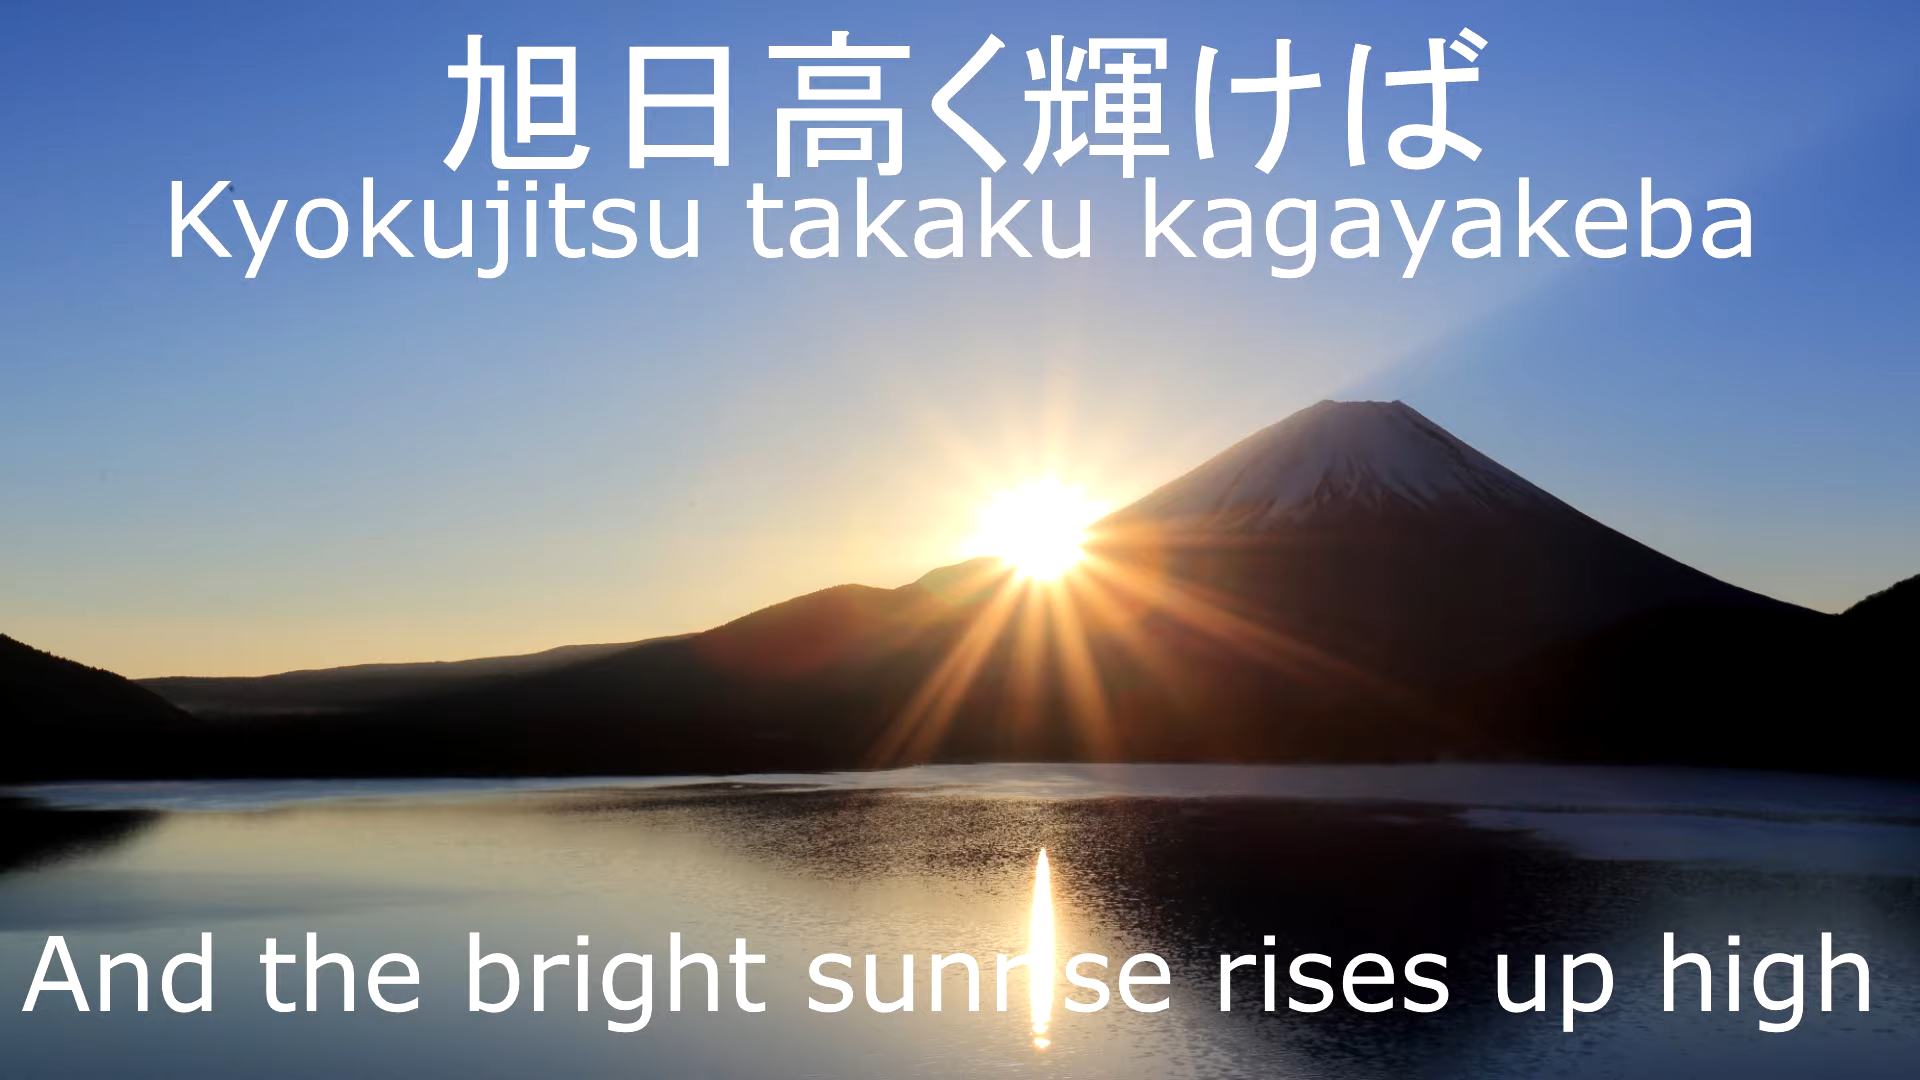 旭日高く輝けば
Kyokujitsu takaku kagayakeba
And the bright sunrise rises up high